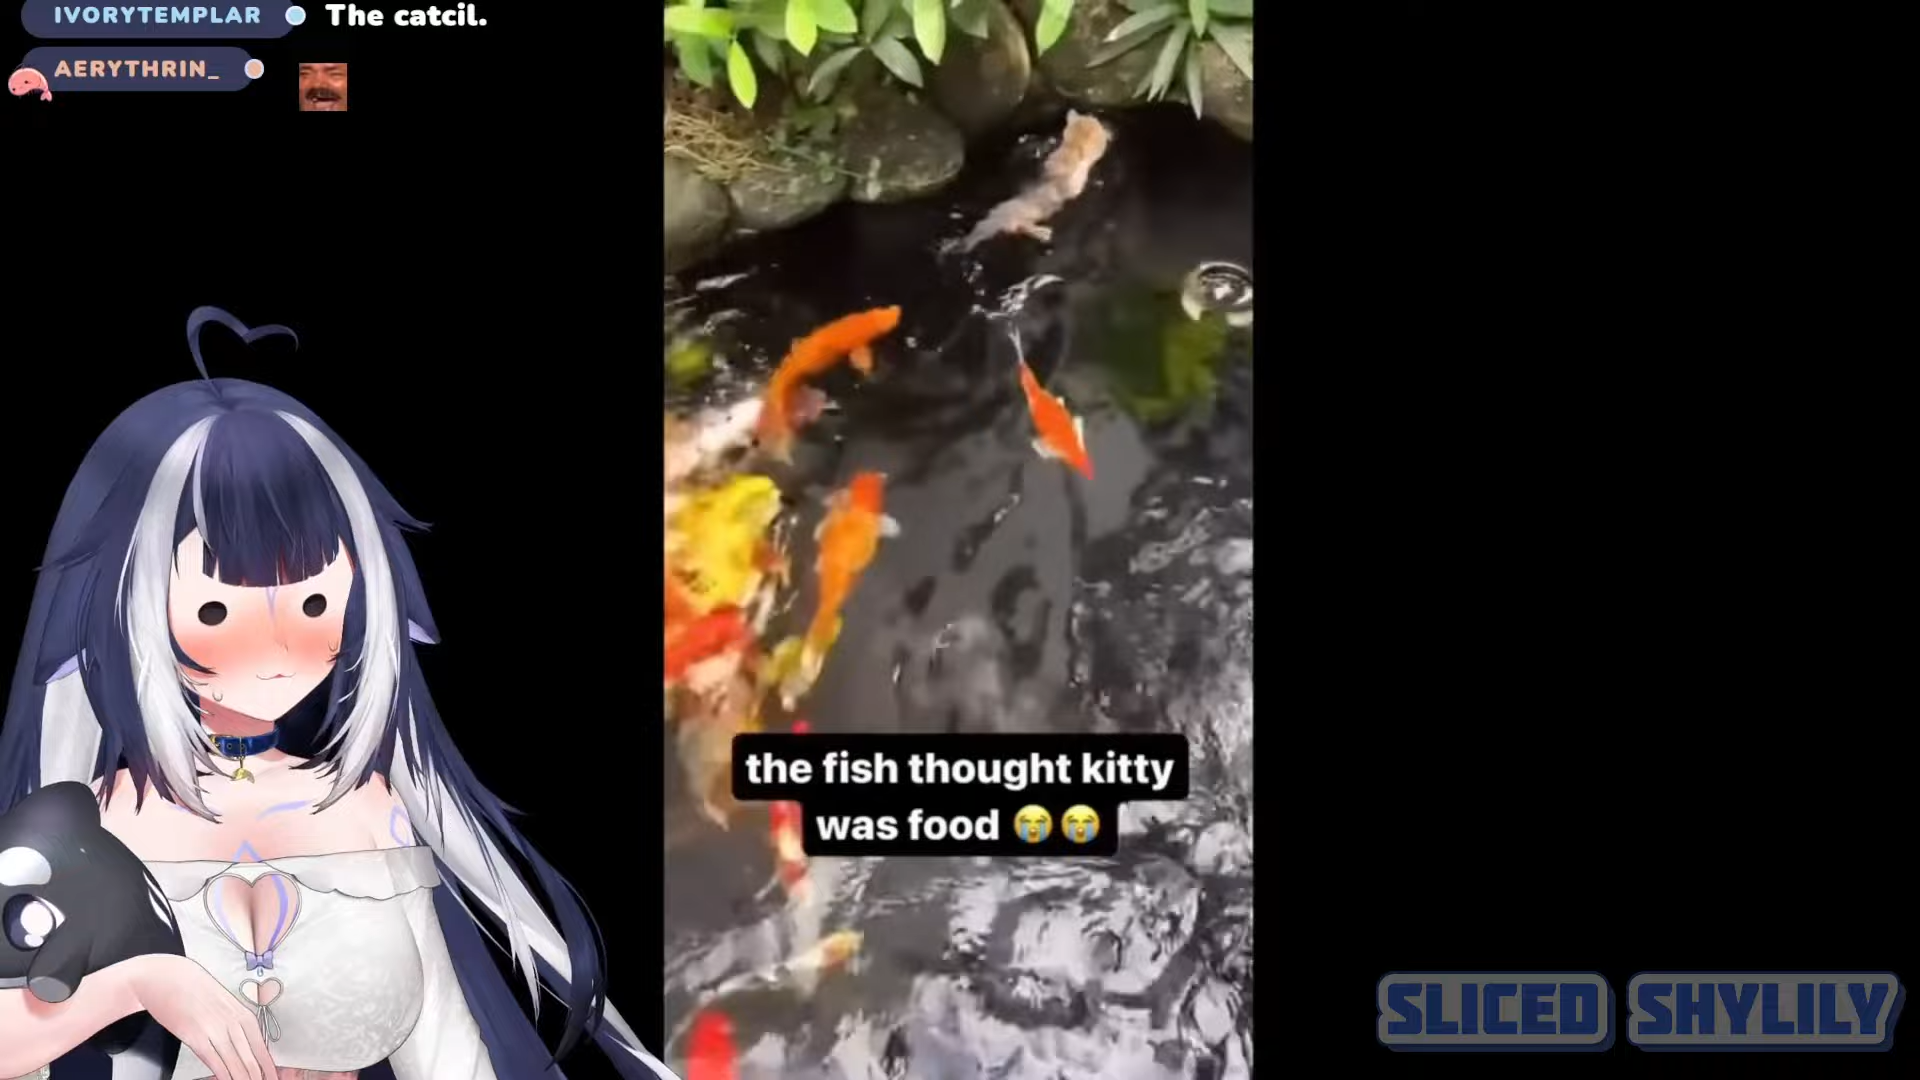 IVORYTEMPLAR The catcil.
AERYTHRIN_
the fish thought kitty
was food 😭😭
SLICED SHYLILY